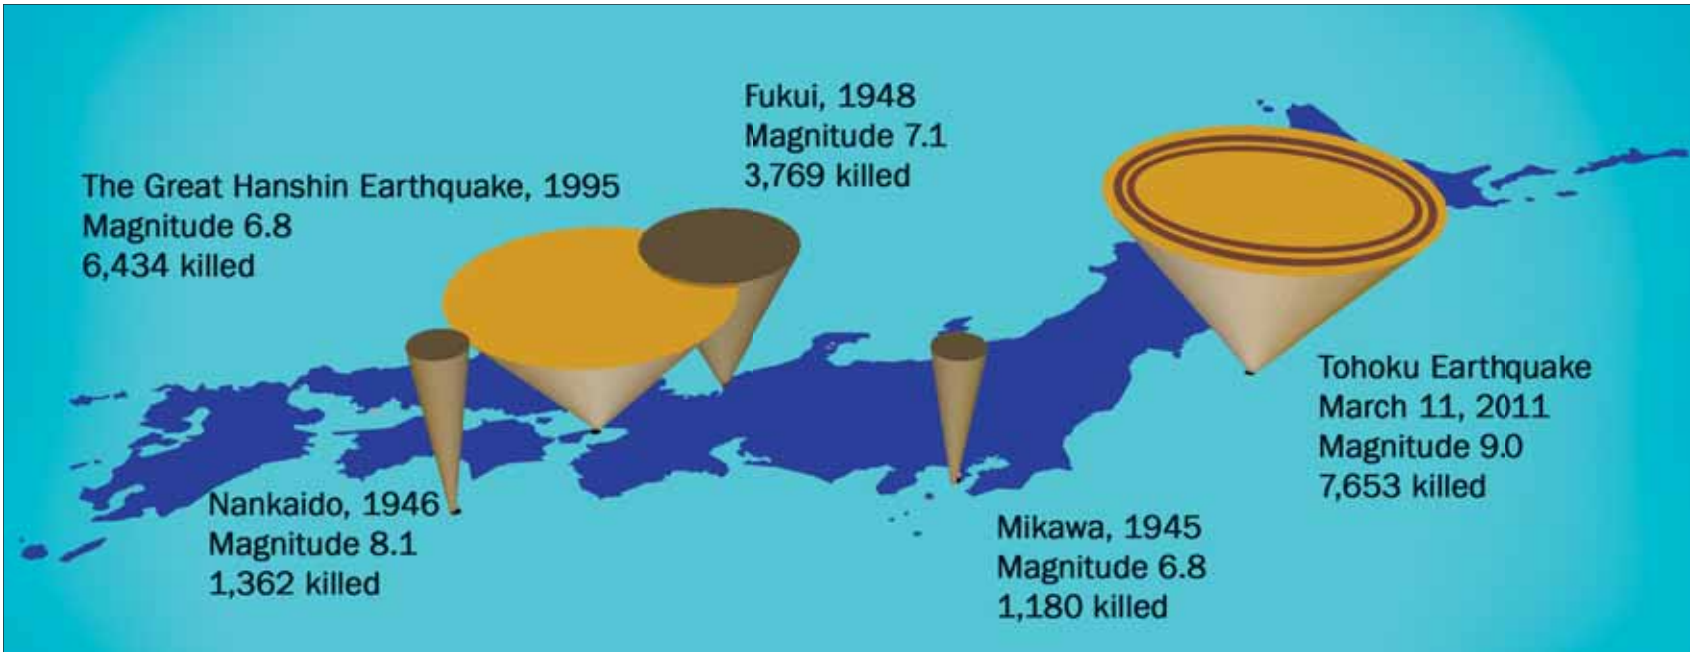 Fukui, 1948
Magnitude 7.1
3,769 killed
The Great Hanshin Earthquake, 1995
Magnitude 6.8
6,434 killed
Tohoku Earthquake
March 11, 2011
Magnitude 9.0
7,653 killed
Nankaido, 1946
Magnitude 8.1
1,362 killed
Mikawa, 1945
Magnitude 6.8
1,180 killed